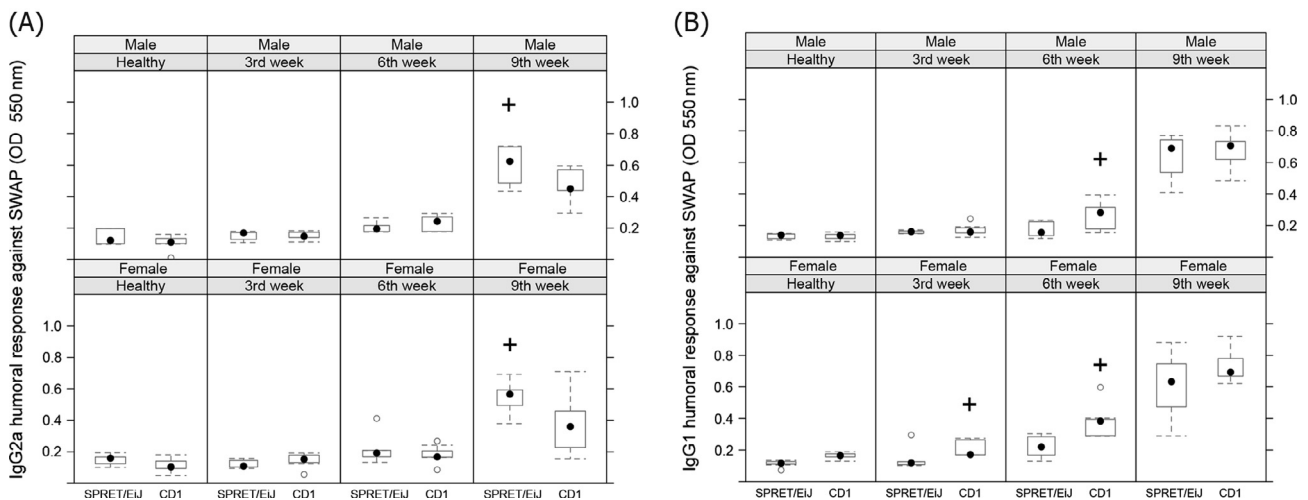 (A)
IgG2a humoral response against SWAP (OD 550 nm)
Male Male Male Male
Healthy 3rd week 6th week 9th week
1.0
0.8
0.6
0.4
0.2
Female Female Female Female
Healthy 3rd week 6th week 9th week
1.0
0.8
0.6
0.4
0.2
SPRET/EiJ CD1 SPRET/EiJ CD1 SPRET/EiJ CD1 SPRET/EiJ CD1
(B)
IgG1 humoral response against SWAP (OD 550 nm)
Male Male Male Male
Healthy 3rd week 6th week 9th week
1.0
0.8
0.6
0.4
0.2
Female Female Female Female
Healthy 3rd week 6th week 9th week
1.0
0.8
0.6
0.4
0.2
SPRET/EiJ CD1 SPRET/EiJ CD1 SPRET/EiJ CD1 SPRET/EiJ CD1